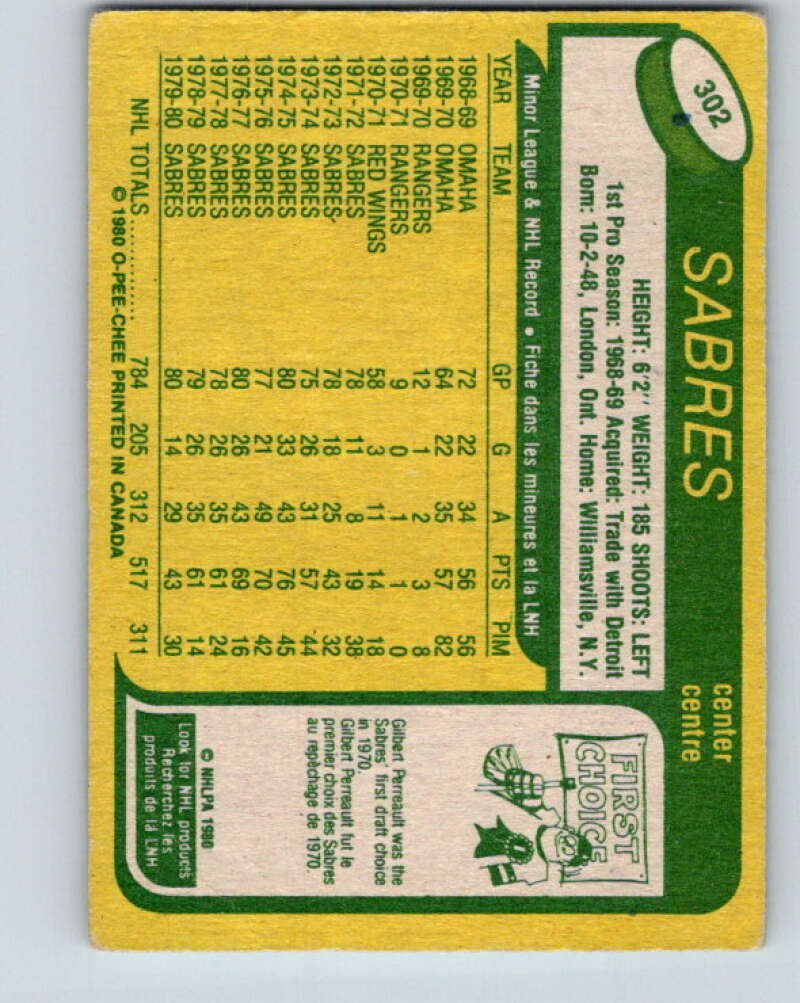 302
SABRES
center
centre
HEIGHT: 6'2" WEIGHT: 185 SHOOTS: LEFT
1st Pro Season: 1968-69 Acquired: Trade with Detroit
Born: 10-2-48, London, Ont. Home: Williamsville, N.Y.
Minor League & NHL Record • Fiche dans les mineures et la LNH
YEAR TEAM GP G A PTS PIM
1968-69 OMAHA 72 22 34 56 56
1969-70 OMAHA 64 22 35 57 82
1969-70 RANGERS 12 1 2 3 8
1970-71 RANGERS 9 0 1 1 0
1970-71 RED WINGS 58 3 11 14 18
1971-72 SABRES 78 11 8 19 38
1972-73 SABRES 78 18 25 43 32
1973-74 SABRES 75 26 31 57 44
1974-75 SABRES 80 33 43 76 45
1975-76 SABRES 77 21 49 70 42
1976-77 SABRES 80 26 43 69 16
1977-78 SABRES 78 26 35 61 24
1978-79 SABRES 79 26 35 61 14
1979-80 SABRES 80 14 29 43 30
NHL TOTALS .............. 784 205 312 517 311
© 1980 O-PEE-CHEE PRINTED IN CANADA
FIRST
CHOICE
Gilbert Perreault was the
Sabres' first draft choice
in 1970.
Gilbert Perreault fut le
premier choix des Sabres
au repêchage de 1970.
© NHLPA 1980
Look for NHL products
Recherchez les
produits de la LNH